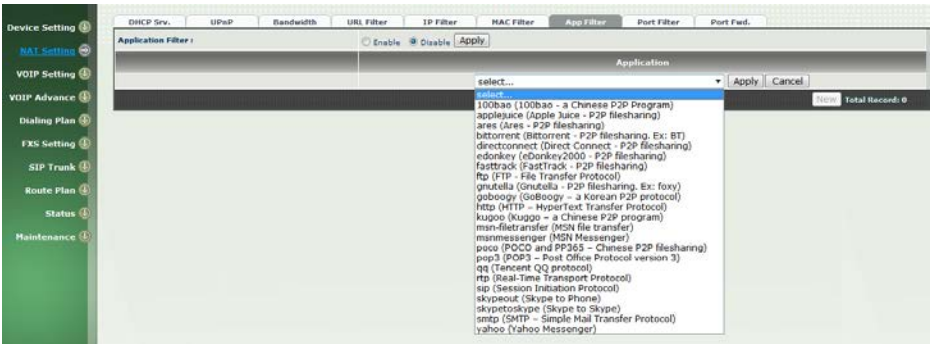 Device Setting
NAT Setting
VOIP Setting
VOIP Advance
Dialing Plan
FXS Setting
SIP Trunk
Route Plan
Status
Maintenance
DHCP Srv. UPnP Bandwidth URL Filter IP Filter MAC Filter App Filter Port Filter Port Fwd.
Application Filter : Enable Disable Apply
Application
select... Apply Cancel
New Total Record: 0
select...
100bao (100bao - a Chinese P2P Program)
applejuice (Apple Juice - P2P filesharing)
ares (Ares - P2P filesharing)
bittorrent (Bittorrent - P2P filesharing. Ex: BT)
directconnect (Direct Connect - P2P filesharing)
edonkey (eDonkey2000 - P2P filesharing)
fasttrack (FastTrack - P2P filesharing)
ftp (FTP - File Transfer Protocol)
gnutella (Gnutella - P2P filesharing. Ex: foxy)
goboogy (GoBoogy – a Korean P2P protocol)
http (HTTP – HyperText Transfer Protocol)
kugoo (Kuggo – a Chinese P2P program)
msn-filetransfer (MSN file transfer)
msnmessenger (MSN Messenger)
poco (POCO and PP365 – Chinese P2P filesharing)
pop3 (POP3 – Post Office Protocol version 3)
qq (Tencent QQ protocol)
rtp (Real-Time Transport Protocol)
sip (Session Initiation Protocol)
skypeout (Skype to Phone)
skypetoskype (Skype to Skype)
smtp (SMTP – Simple Mail Transfer Protocol)
yahoo (Yahoo Messenger)